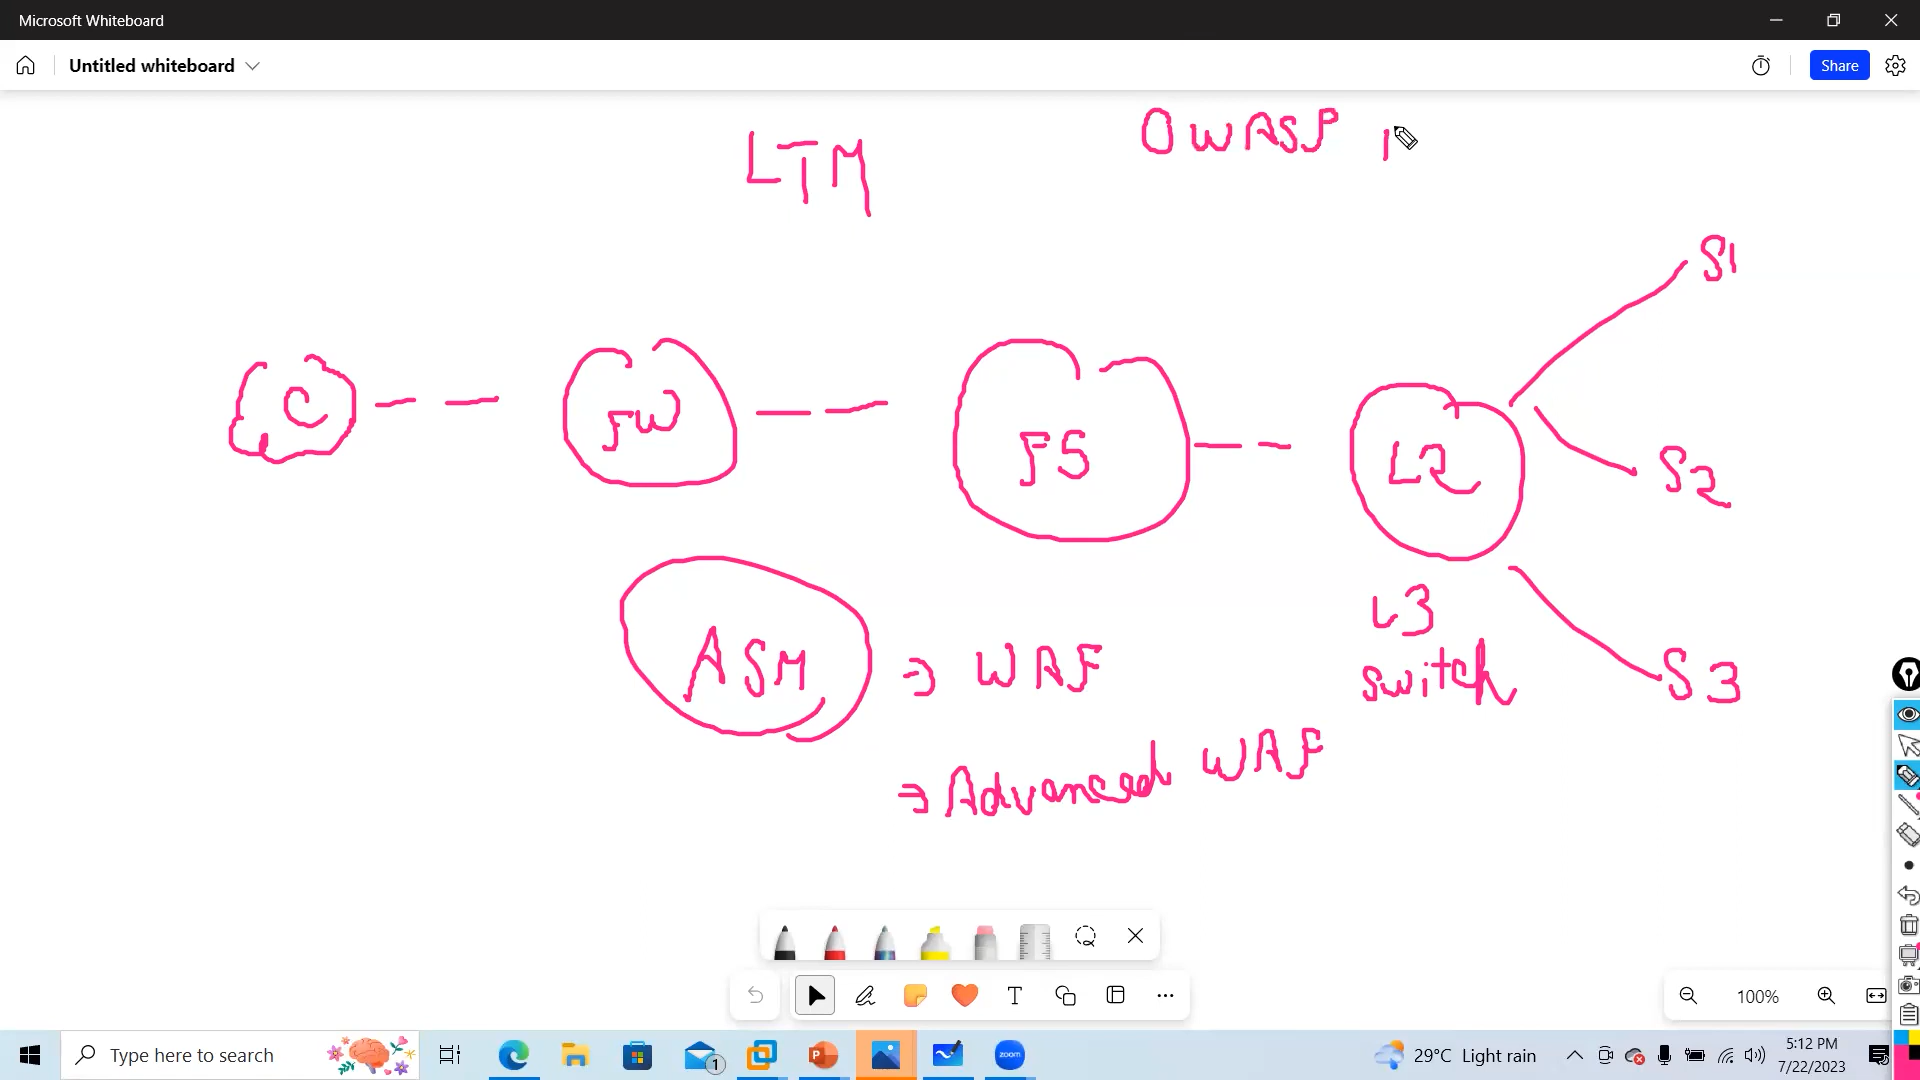 Microsoft Whiteboard
Untitled whiteboard
Share
OWASP
LTM
S1
C
FW
F5
L2
S2
L3
switch
S3
ASM
⇒ WAF
⇒ Advanced WAF
100%
Type here to search
1
zoom
29°C Light rain
5:12 PM
7/22/2023